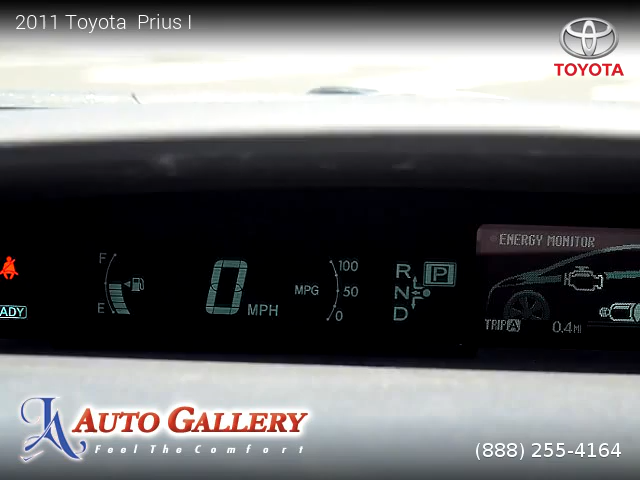 2011 Toyota Prius I
TOYOTA
ENERGY MONITOR
F
100
R P
MPG 50
N
E
0 MPH
0
D
ADY
TRIP A 0.4 MI
AUTO GALLERY
Feel The Comfort
(888) 255-4164